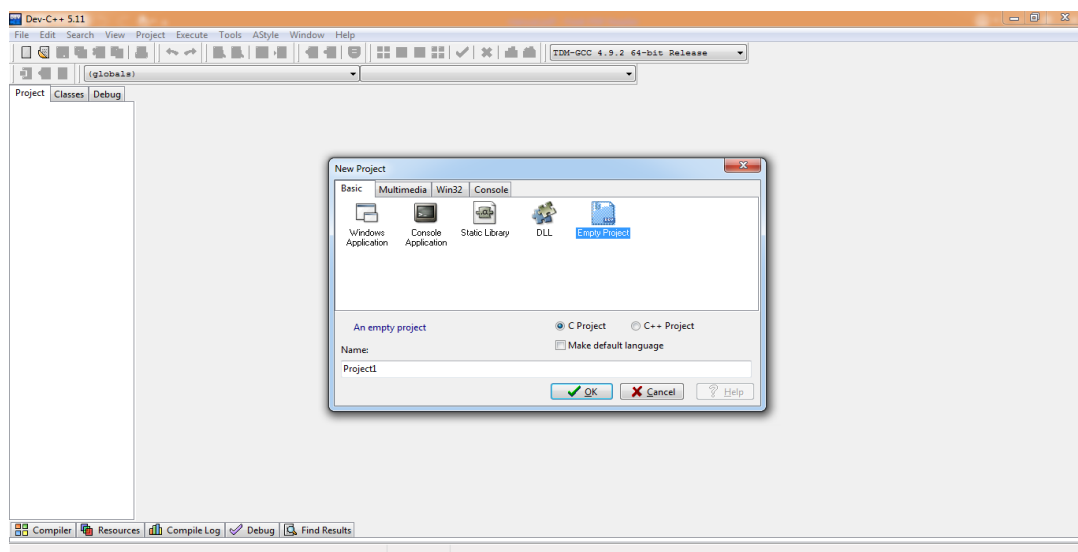 Dev-C++ 5.11
File Edit Search View Project Execute Tools AStyle Window Help
TDM-GCC 4.9.2 64-bit Release
(globals)
Project Classes Debug
New Project
Basic Multimedia Win32 Console
Windows Application
Console Application
Static Library
DLL
Empty Project
An empty project
C Project C++ Project
Make default language
Name:
Project1
OK Cancel Help
Compiler Resources Compile Log Debug Find Results